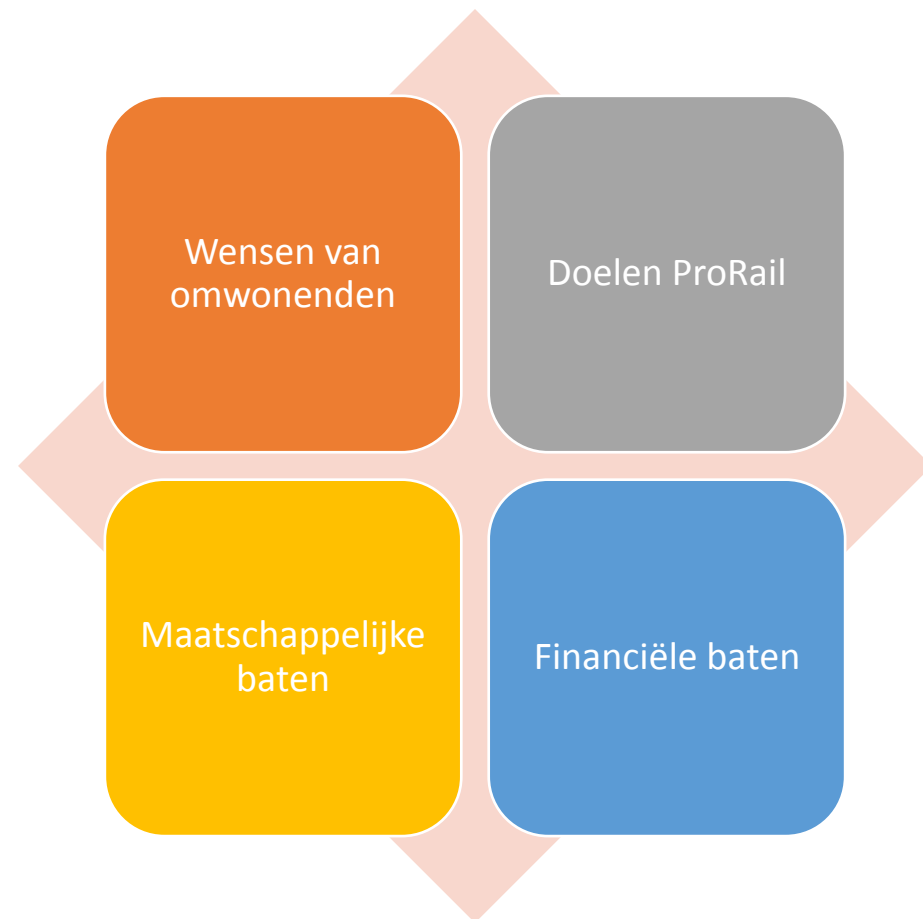 Wensen van
omwonenden
Doelen ProRail
Maatschappelijke
baten
Financiële baten